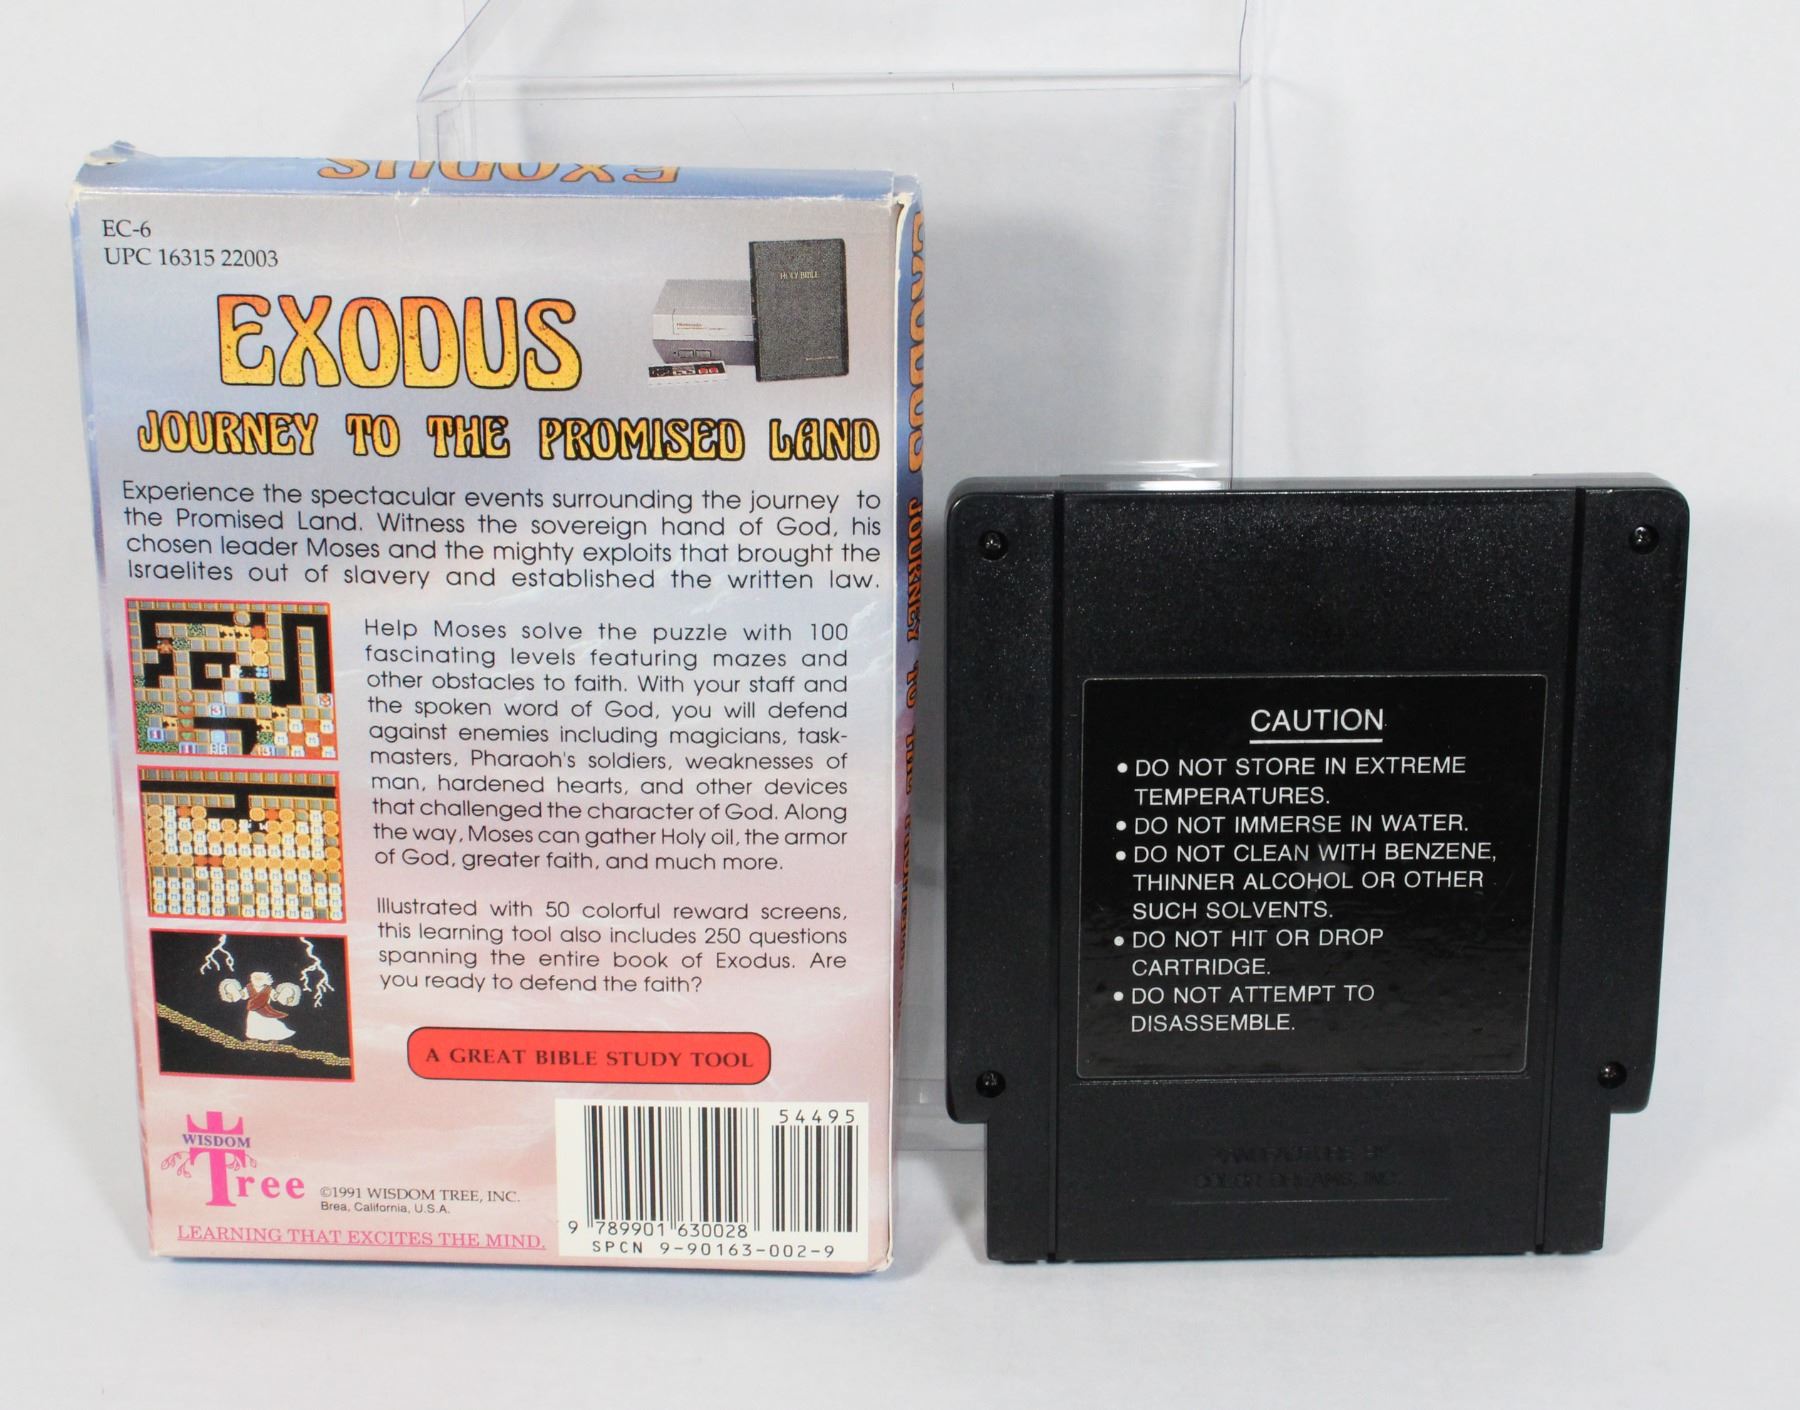 EXODUS
EC-6
UPC 16315 22003
HOLY BIBLE
Nintendo
EXODUS
JOURNEY TO THE PROMISED LAND
Experience the spectacular events surrounding the journey to
the Promised Land. Witness the sovereign hand of God, his
chosen leader Moses and the mighty exploits that brought the
Israelites out of slavery and established the written law.
Help Moses solve the puzzle with 100
fascinating levels featuring mazes and
other obstacles to faith. With your staff and
the spoken word of God, you will defend
against enemies including magicians, task-
masters, Pharaoh's soldiers, weaknesses of
man, hardened hearts, and other devices
that challenged the character of God. Along
the way, Moses can gather Holy oil, the armor
of God, greater faith, and much more.
Illustrated with 50 colorful reward screens,
this learning tool also includes 250 questions
spanning the entire book of Exodus. Are
you ready to defend the faith?
A GREAT BIBLE STUDY TOOL
WISDOM
Tree
©1991 WISDOM TREE, INC.
Brea, California, U.S.A.
LEARNING THAT EXCITES THE MIND.
54495
9 789901 630028
SPCN 9-90163-002-9
EXODUS JOURNEY TO THE PROMISED LAND
CAUTION
• DO NOT STORE IN EXTREME
TEMPERATURES.
• DO NOT IMMERSE IN WATER.
• DO NOT CLEAN WITH BENZENE,
THINNER ALCOHOL OR OTHER
SUCH SOLVENTS.
• DO NOT HIT OR DROP
CARTRIDGE.
• DO NOT ATTEMPT TO
DISASSEMBLE.
COLOR DREAMS, INC.